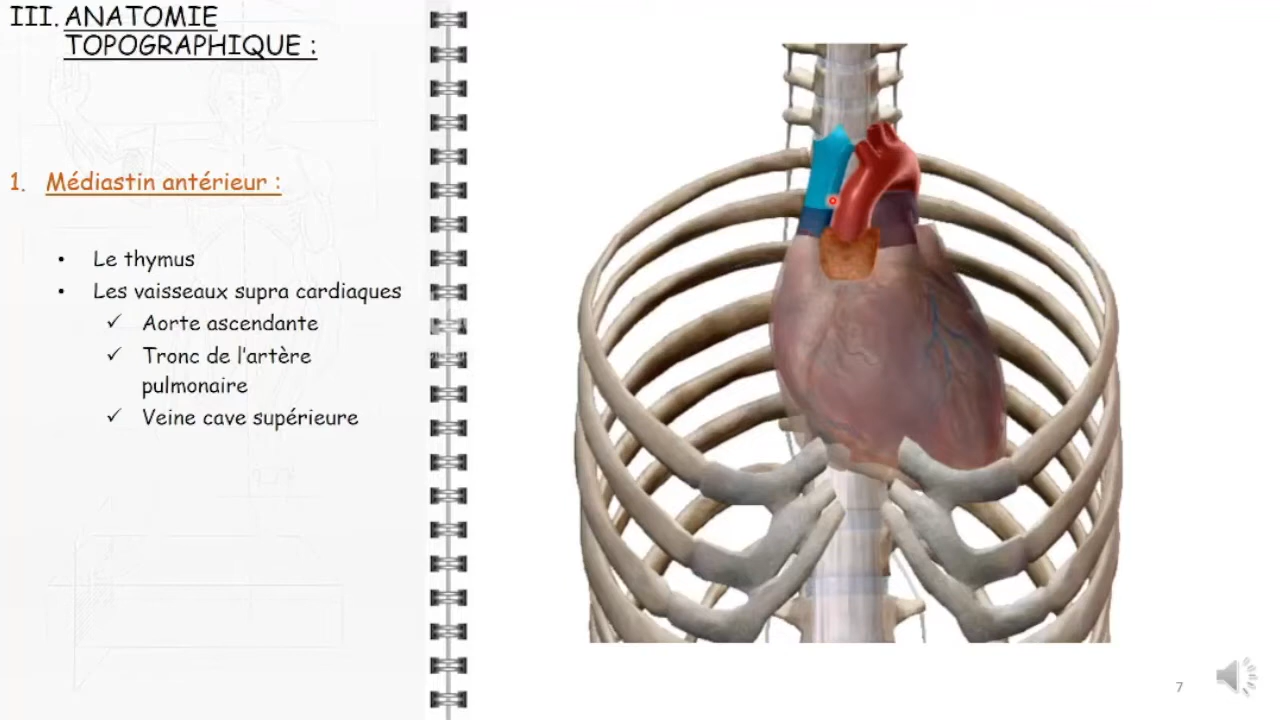 III. ANATOMIE
TOPOGRAPHIQUE :
1. Médiastin antérieur :
• Le thymus
• Les vaisseaux supra cardiaques
✓ Aorte ascendante
✓ Tronc de l'artère
pulmonaire
✓ Veine cave supérieure
7